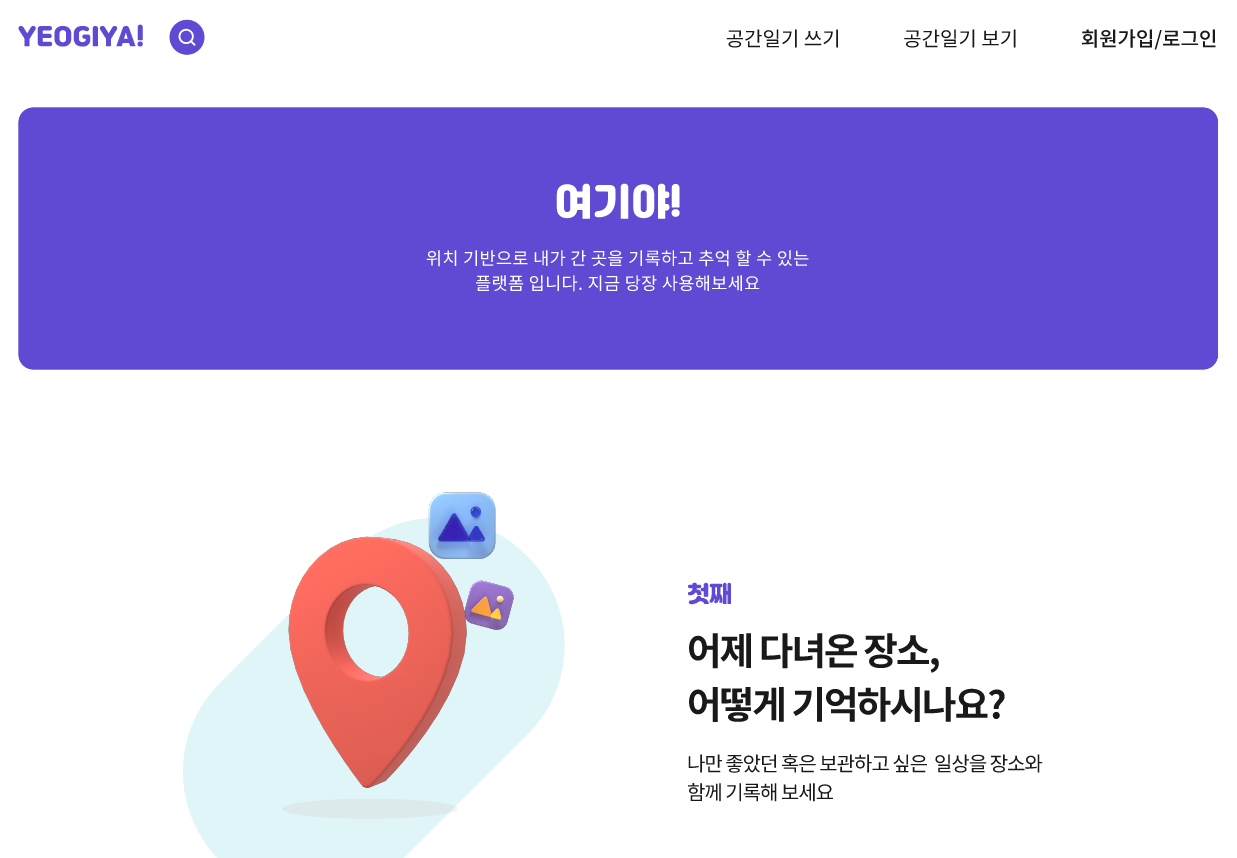 YEOGIYA!
공간일기 쓰기
공간일기 보기
회원가입/로그인
여기야!
위치 기반으로 내가 간 곳을 기록하고 추억 할 수 있는
플랫폼 입니다. 지금 당장 사용해보세요
첫째
어제 다녀온 장소,
어떻게 기억하시나요?
나만 좋았던 혹은 보관하고 싶은 일상을 장소와
함께 기록해 보세요